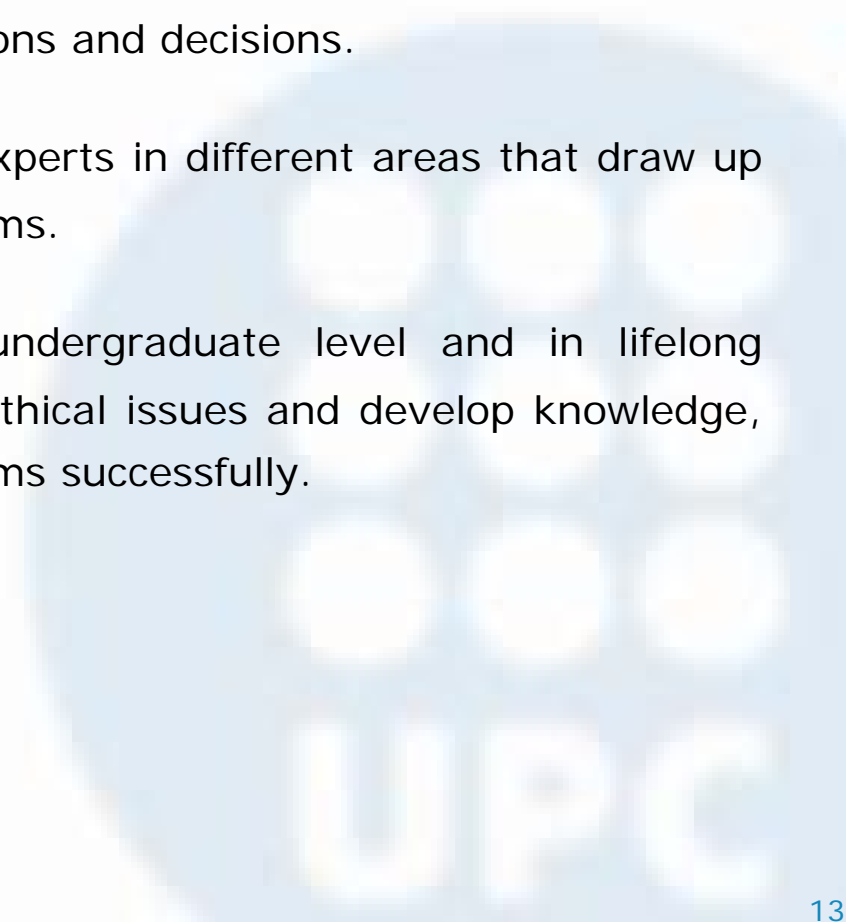 ons and decisions.
xperts in different areas that draw up
ms.
undergraduate level and in lifelong
thical issues and develop knowledge,
ms successfully.
UPC
13